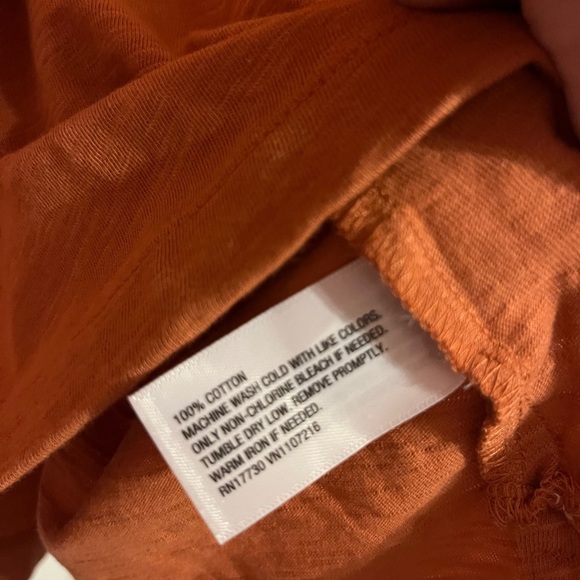 100% COTTON
MACHINE WASH COLD WITH LIKE COLORS.
ONLY NON-CHLORINE BLEACH IF NEEDED.
TUMBLE DRY LOW. REMOVE PROMPTLY.
WARM IRON IF NEEDED.
RN17730 VN1107216